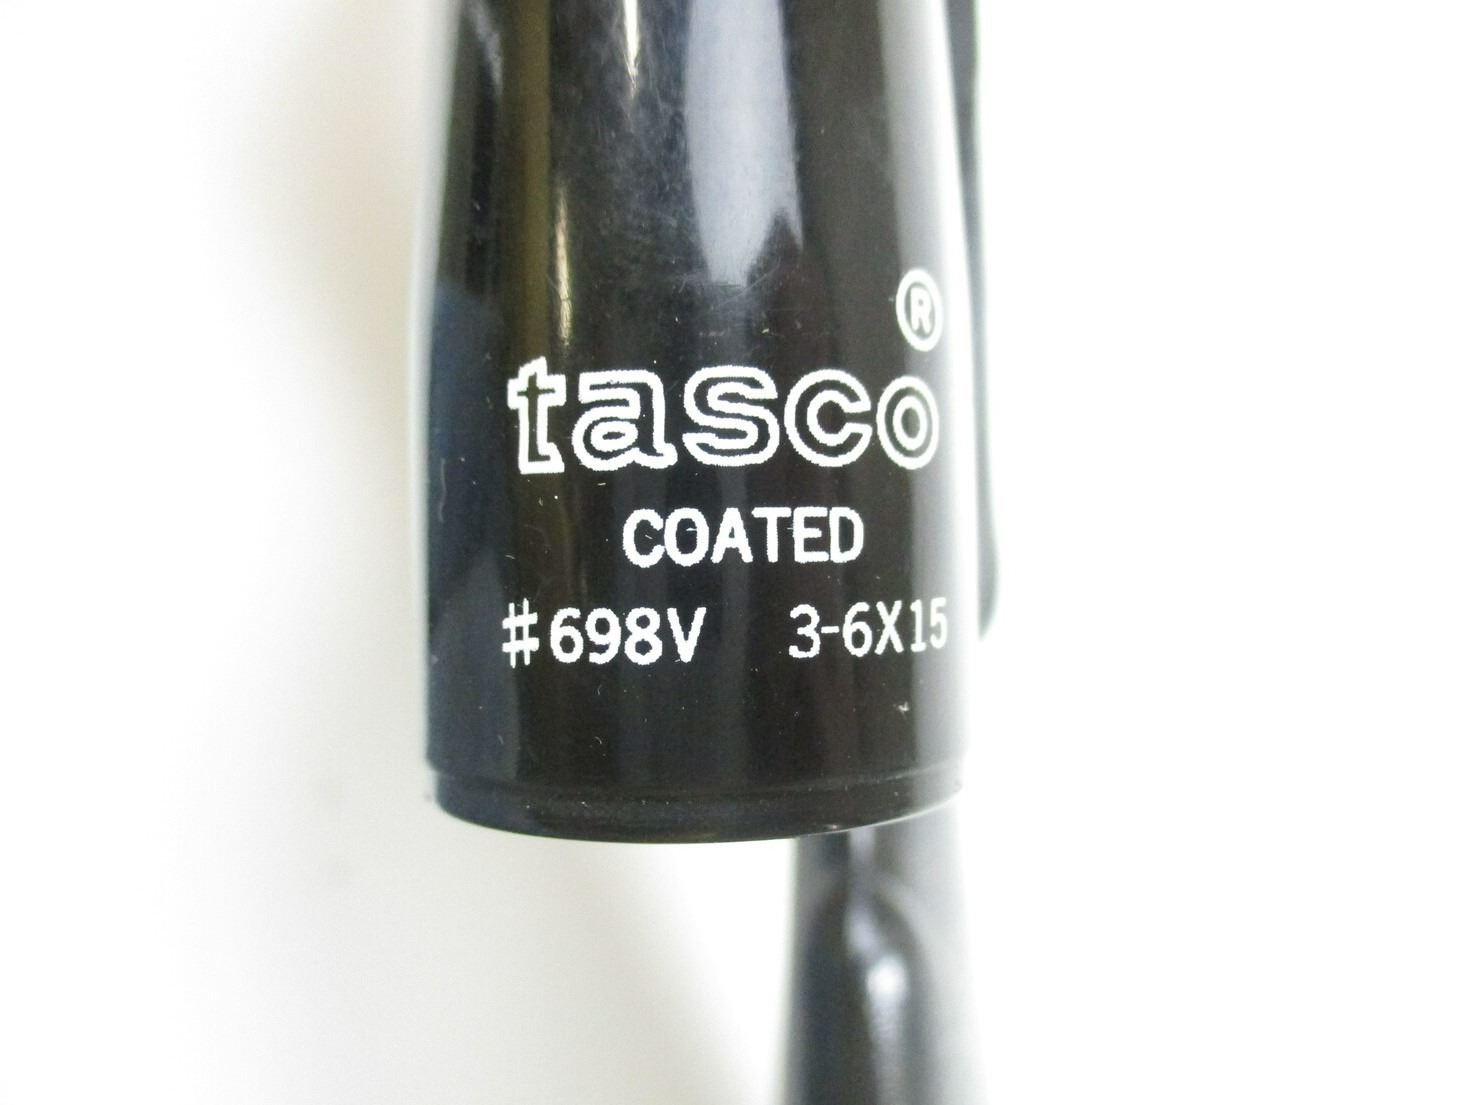 tasco®
COATED
#698V 3-6X15